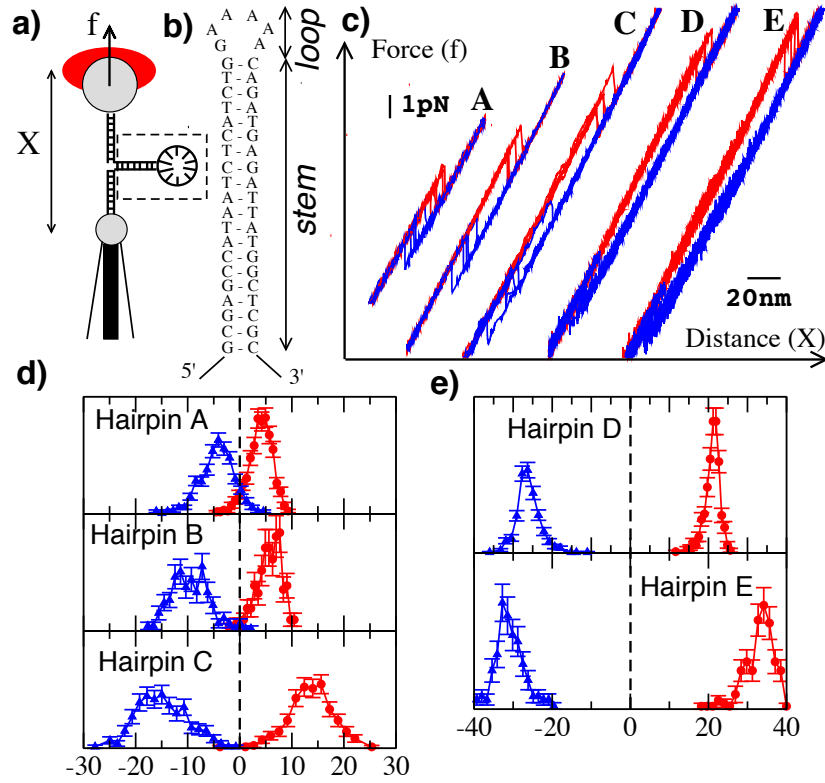 a)
f
X
b)
A A
A A
A
G A
G - C
T - A
C - G
T - A
A - T
C - G
T - A
C - G
T - A
A - T
A - T
T - A
A - T
C - G
C - G
G - C
A - T
G - C
C - G
G - C
5' 3'
loop
stem
c)
Force (f)
1pN
A
B
C
D
E
20nm
Distance (X)
d)
Hairpin A
Hairpin B
Hairpin C
-30 -20 -10 0 10 20 30
e)
Hairpin D
Hairpin E
-40 -20 0 20 40